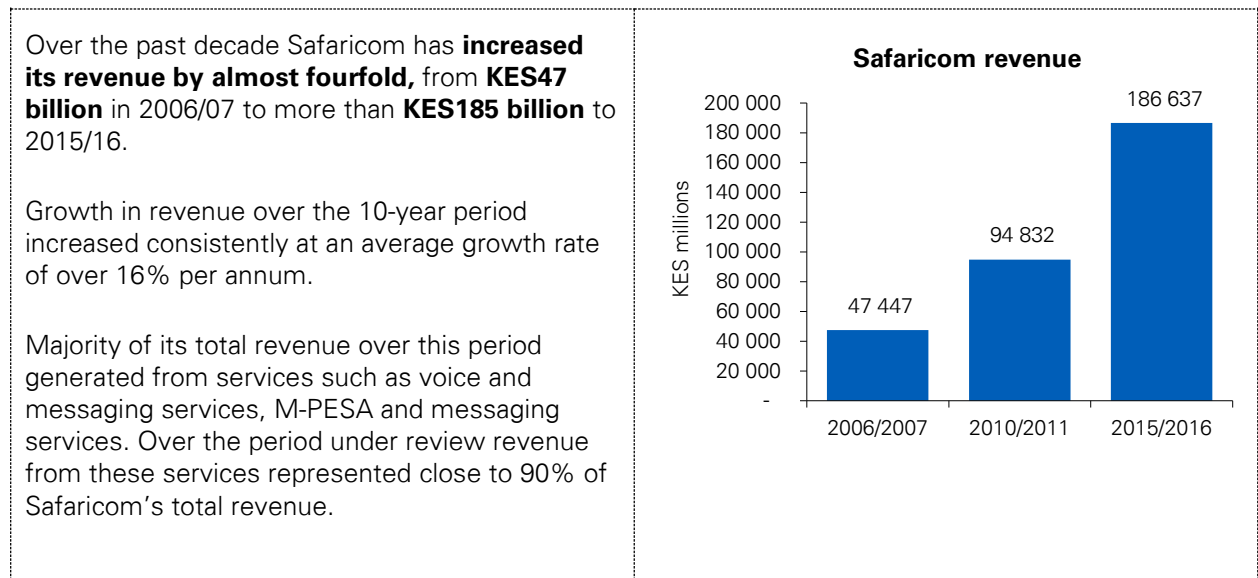 Over the past decade Safaricom has increased
its revenue by almost fourfold, from KES47
billion in 2006/07 to more than KES185 billion to
2015/16.
Growth in revenue over the 10-year period
increased consistently at an average growth rate
of over 16% per annum.
Majority of its total revenue over this period
generated from services such as voice and
messaging services, M-PESA and messaging
services. Over the period under review revenue
from these services represented close to 90% of
Safaricom's total revenue.
Safaricom revenue
KES millions
200 000
180 000
160 000
140 000
120 000
100 000
80 000
60 000
40 000
20 000
-
47 447
94 832
186 637
2006/2007
2010/2011
2015/2016